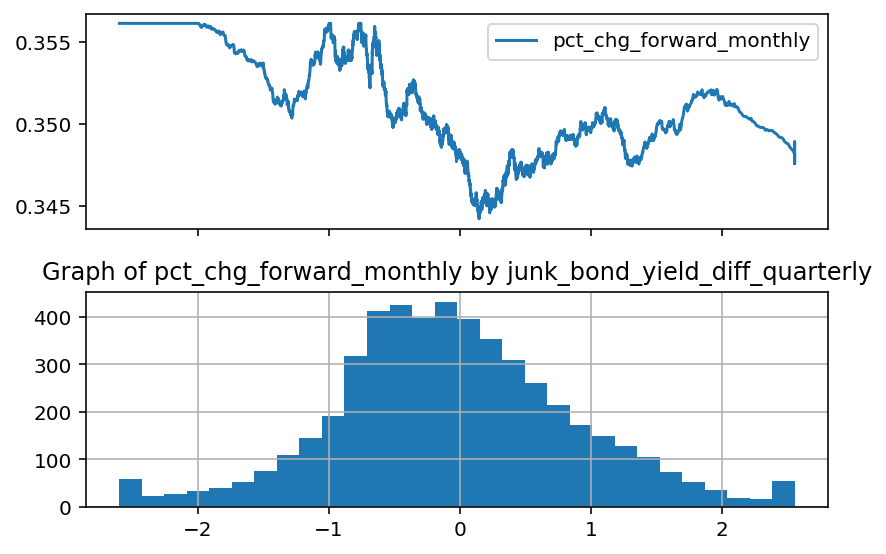 0.355
0.350
0.345
pct_chg_forward_monthly
Graph of pct_chg_forward_monthly by junk_bond_yield_diff_quarterly
400
300
200
100
0
−2 −1 0 1 2